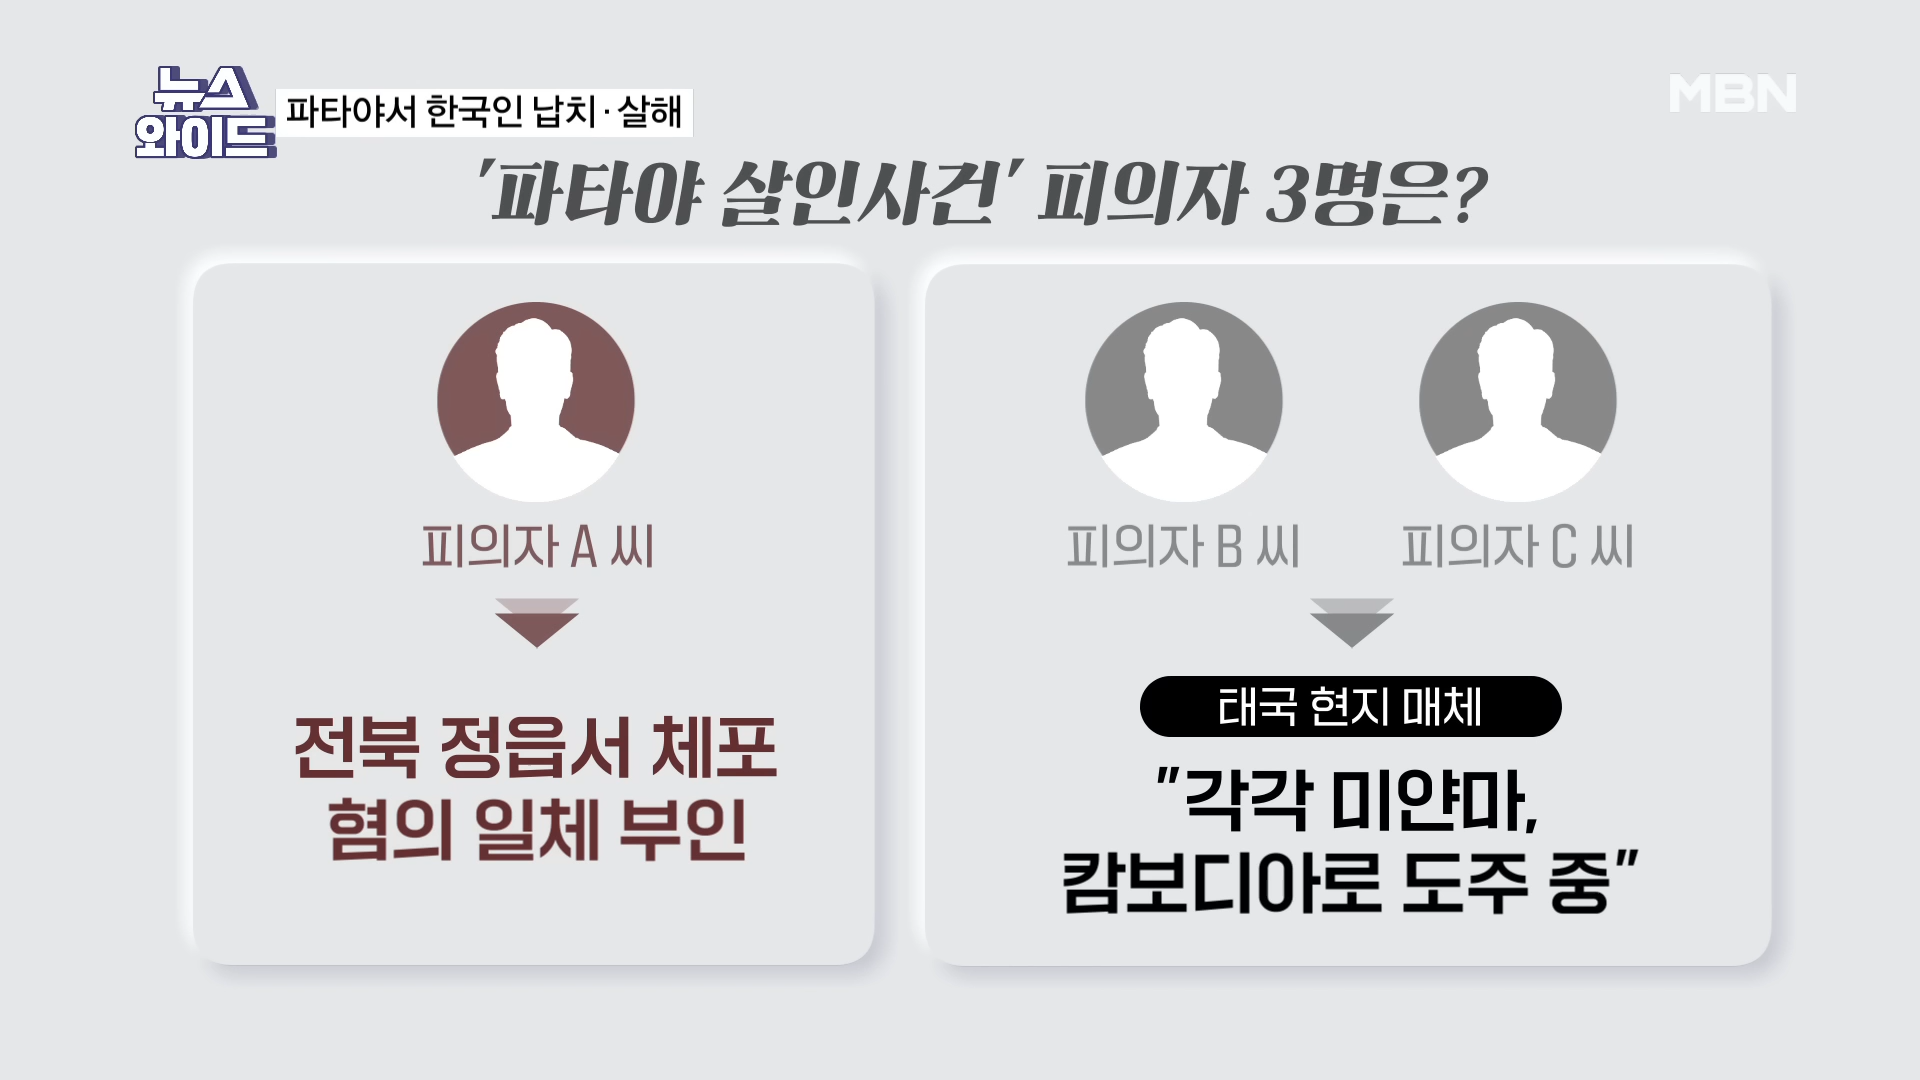 뉴스
와이드
파타야서 한국인 납치·살해
MBN
'파타야 살인사건' 피의자 3명은?
피의자 A 씨
전북 정읍서 체포
혐의 일체 부인
피의자 B 씨
피의자 C 씨
태국 현지 매체
"각각 미얀마,
캄보디아로 도주 중"